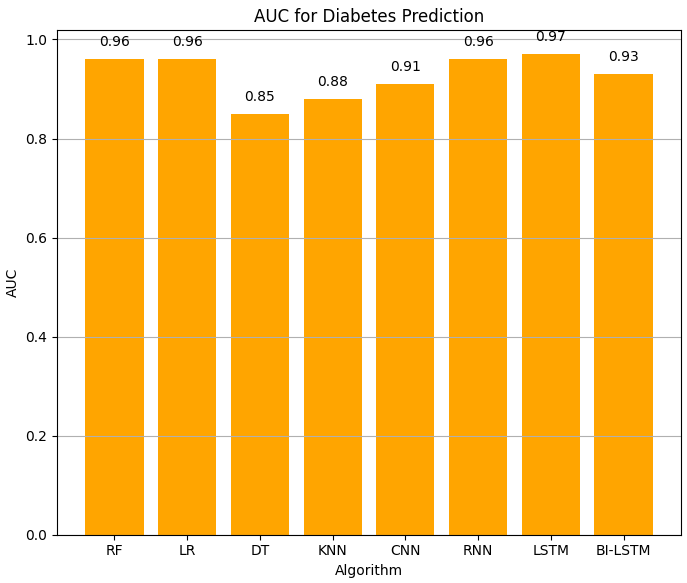 AUC for Diabetes Prediction
0.96 0.96 0.85 0.88 0.91 0.96 0.97 0.93
1.0
0.8
0.6
0.4
0.2
0.0
AUC
RF LR DT KNN CNN RNN LSTM BI-LSTM
Algorithm